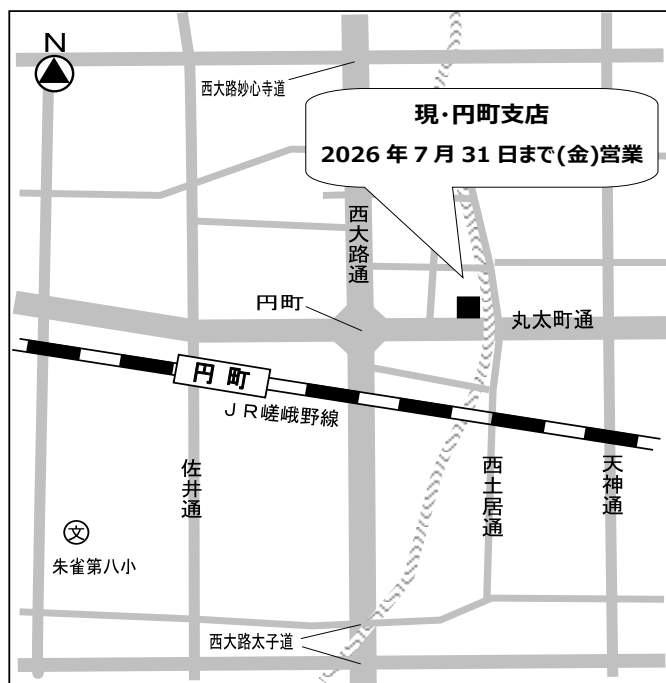 N
西大路妙心寺道
現・円町支店
2026年7月31日まで(金)営業
西大路通
円町
丸太町通
円町
JR嵯峨野線
佐井通
西土居通
天神通
文
朱雀第八小
西大路太子道